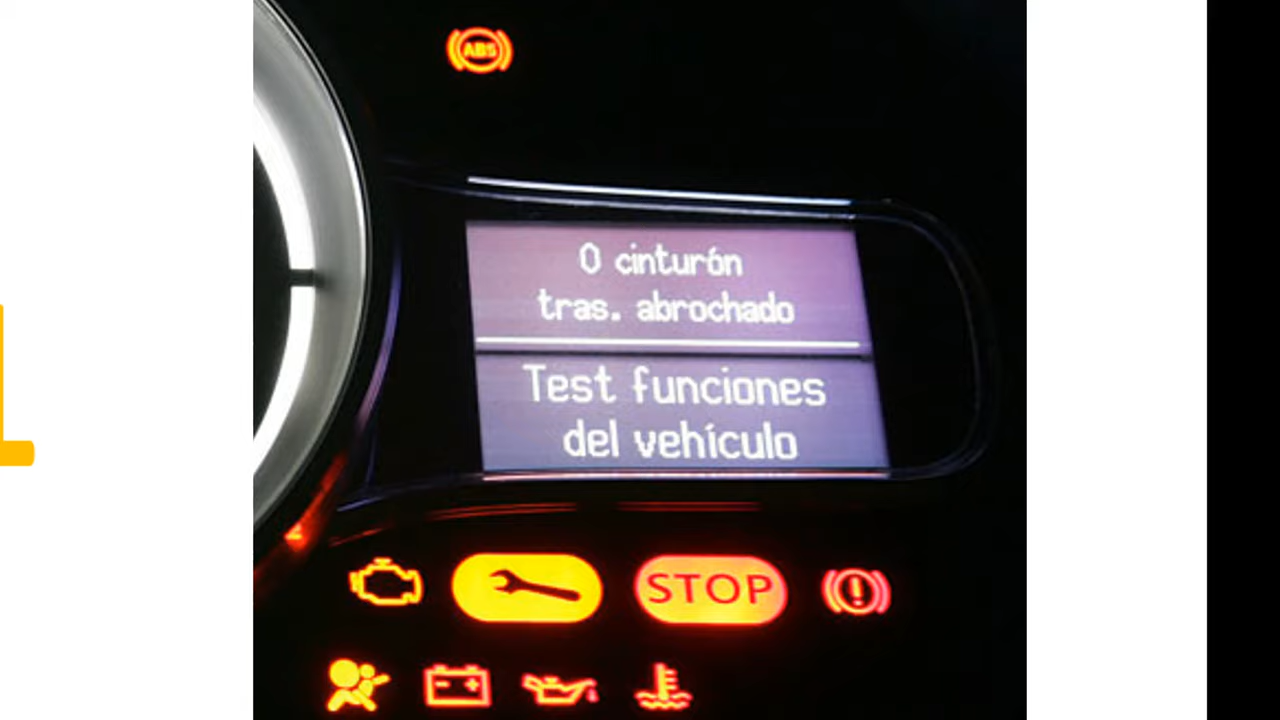 ABS
0 cinturón
tras. abrochado
Test funciones
del vehículo
STOP